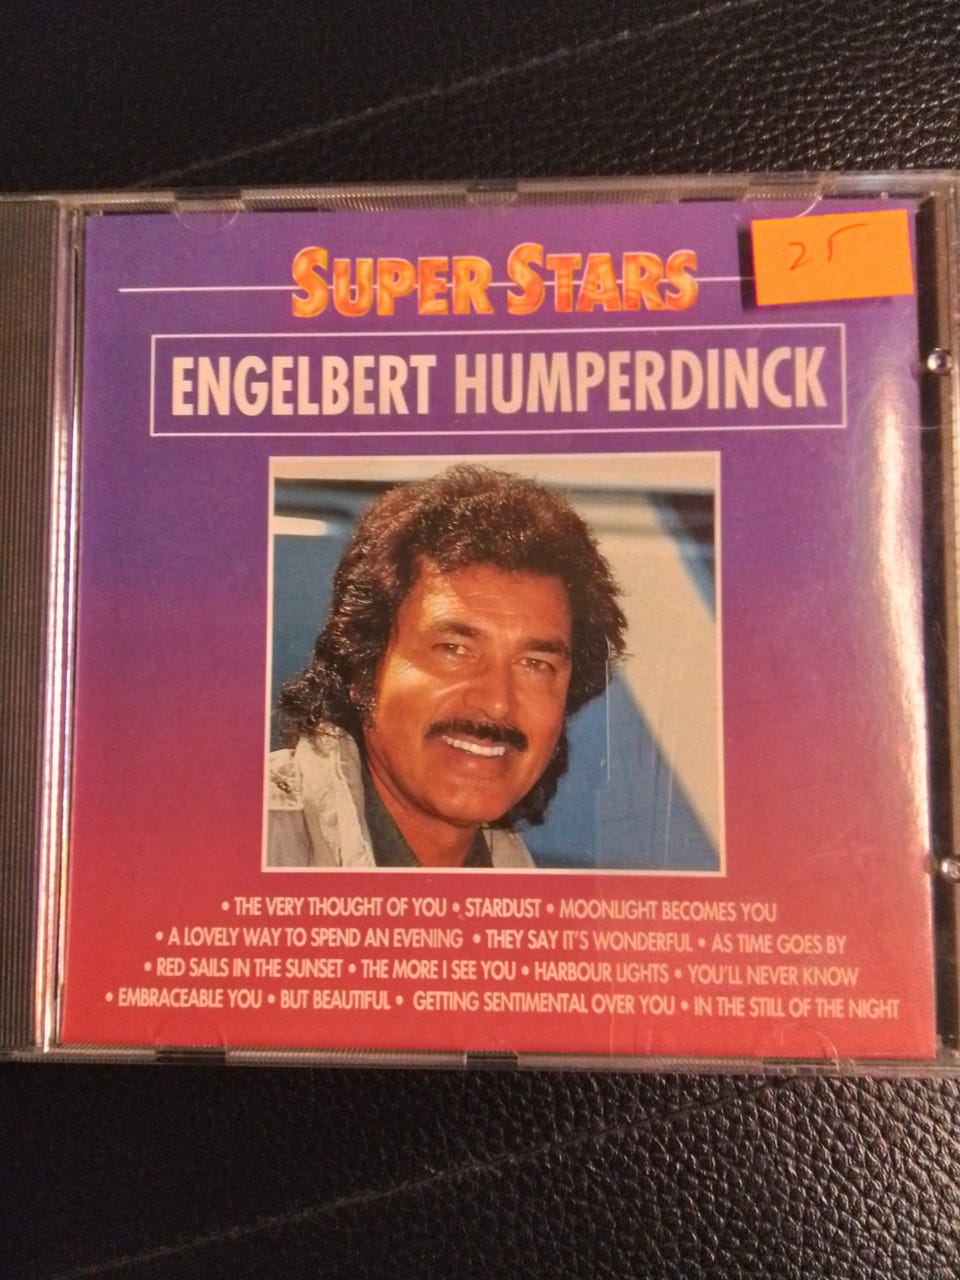 SUPER STARS
25
ENGELBERT HUMPERDINCK
• THE VERY THOUGHT OF YOU • STARDUST • MOONLIGHT BECOMES YOU
• A LOVELY WAY TO SPEND AN EVENING • THEY SAY IT'S WONDERFUL • AS TIME GOES BY
• RED SAILS IN THE SUNSET • THE MORE I SEE YOU • HARBOUR LIGHTS • YOU'LL NEVER KNOW
• EMBRACEABLE YOU • BUT BEAUTIFUL • GETTING SENTIMENTAL OVER YOU • IN THE STILL OF THE NIGHT